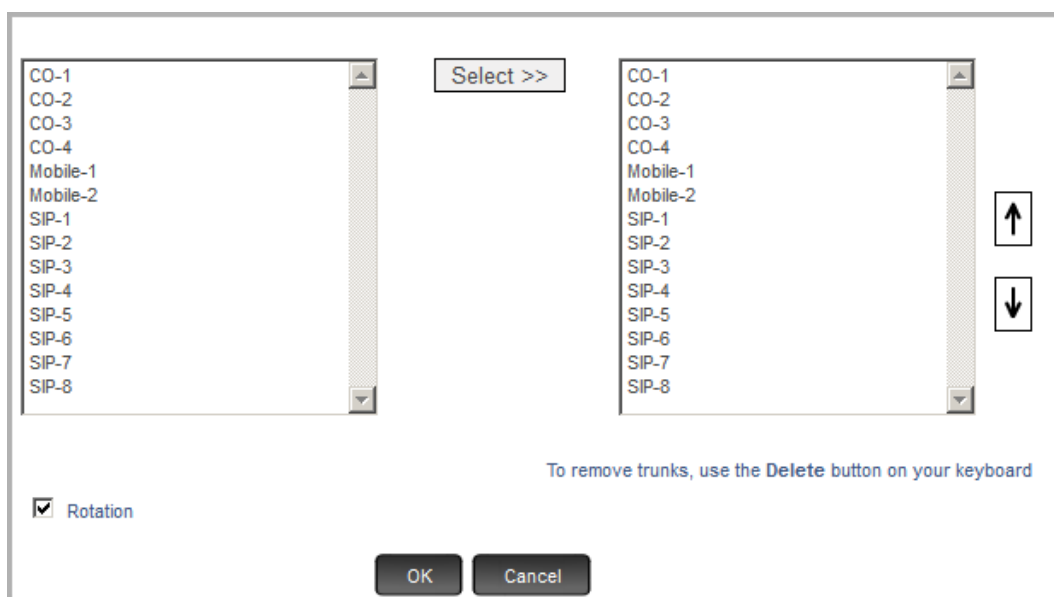 CO-1
CO-2
CO-3
CO-4
Mobile-1
Mobile-2
SIP-1
SIP-2
SIP-3
SIP-4
SIP-5
SIP-6
SIP-7
SIP-8
Select >>
CO-1
CO-2
CO-3
CO-4
Mobile-1
Mobile-2
SIP-1
SIP-2
SIP-3
SIP-4
SIP-5
SIP-6
SIP-7
SIP-8
To remove trunks, use the Delete button on your keyboard
Rotation
OK
Cancel